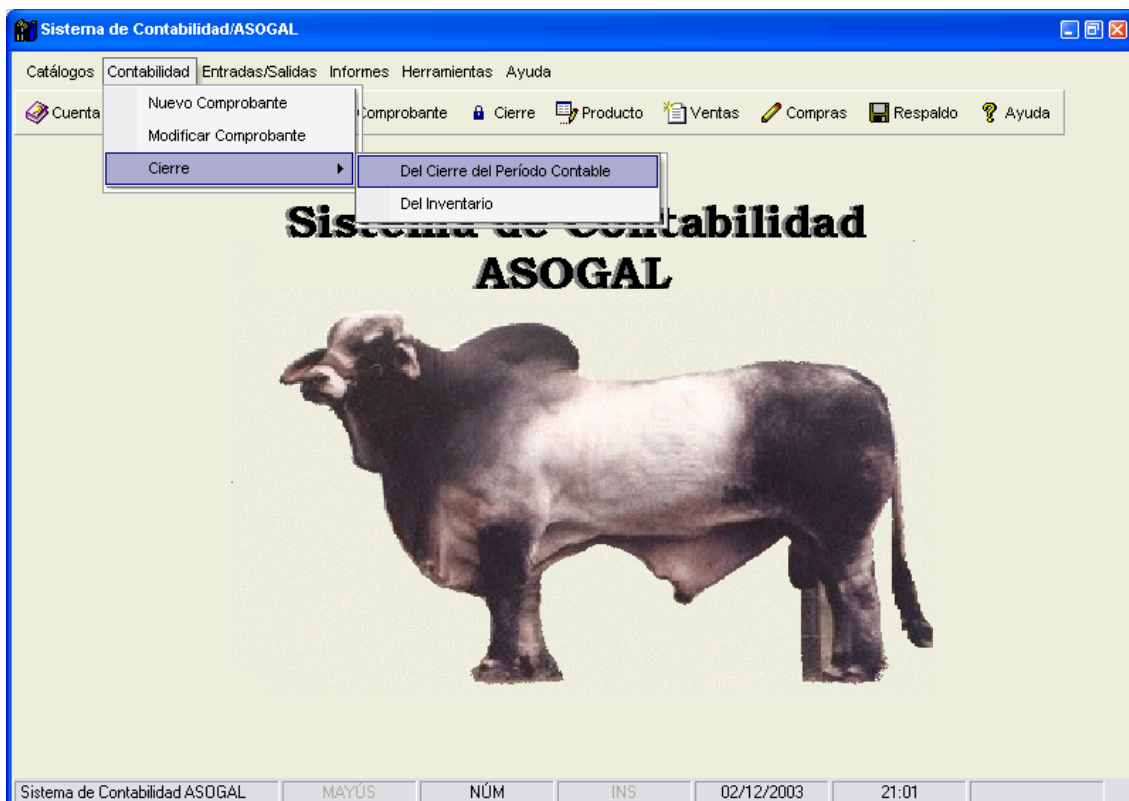 Sistema de Contabilidad/ASOGAL
Catálogos Contabilidad Entradas/Salidas Informes Herramientas Ayuda
Cuenta Comprobante Cierre Producto Ventas Compras Respaldo Ayuda
Nuevo Comprobante
Modificar Comprobante
Cierre
Del Cierre del Período Contable
Del Inventario
Sistema de Contabilidad
ASOGAL
Sistema de Contabilidad ASOGAL MAYÚS NÚM INS 02/12/2003 21:01